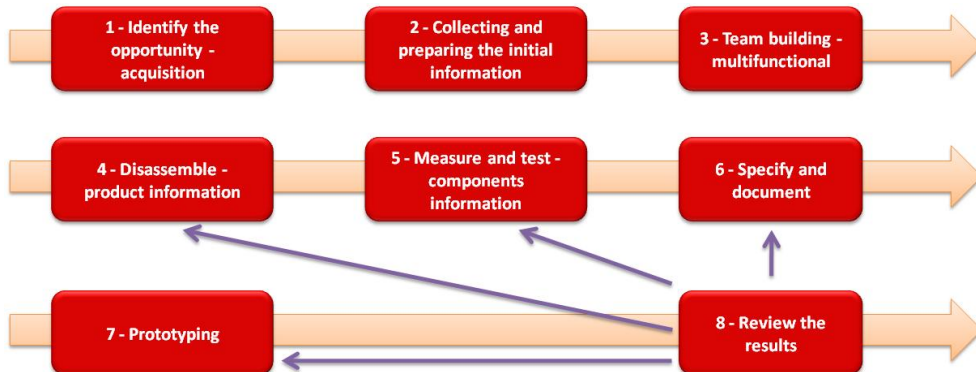 1 - Identify the
opportunity -
acquisition
2 - Collecting and
preparing the initial
information
3 - Team building -
multifunctional
4 - Disassemble -
product information
5 - Measure and test -
components
information
6 - Specify and
document
7 - Prototyping
8 - Review the
results